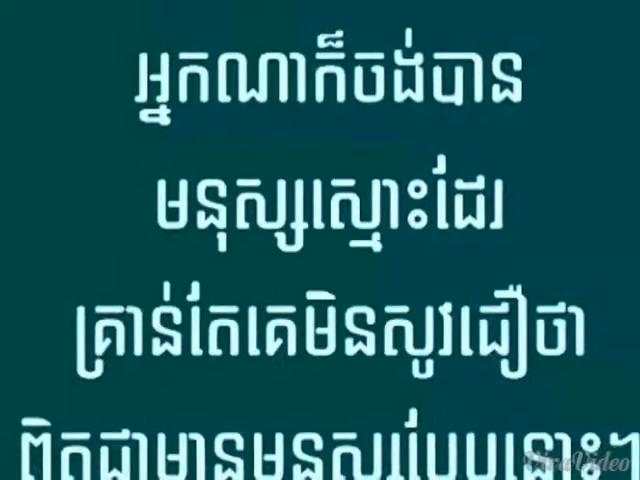 អ្នកណាក៏ចង់បាន
មនុស្សស្មោះដែរ
គ្រាន់តែគេមិនសូវជឿថា
ពិតជាមានមនុស្សបែបនោះៗ
VivaVideo